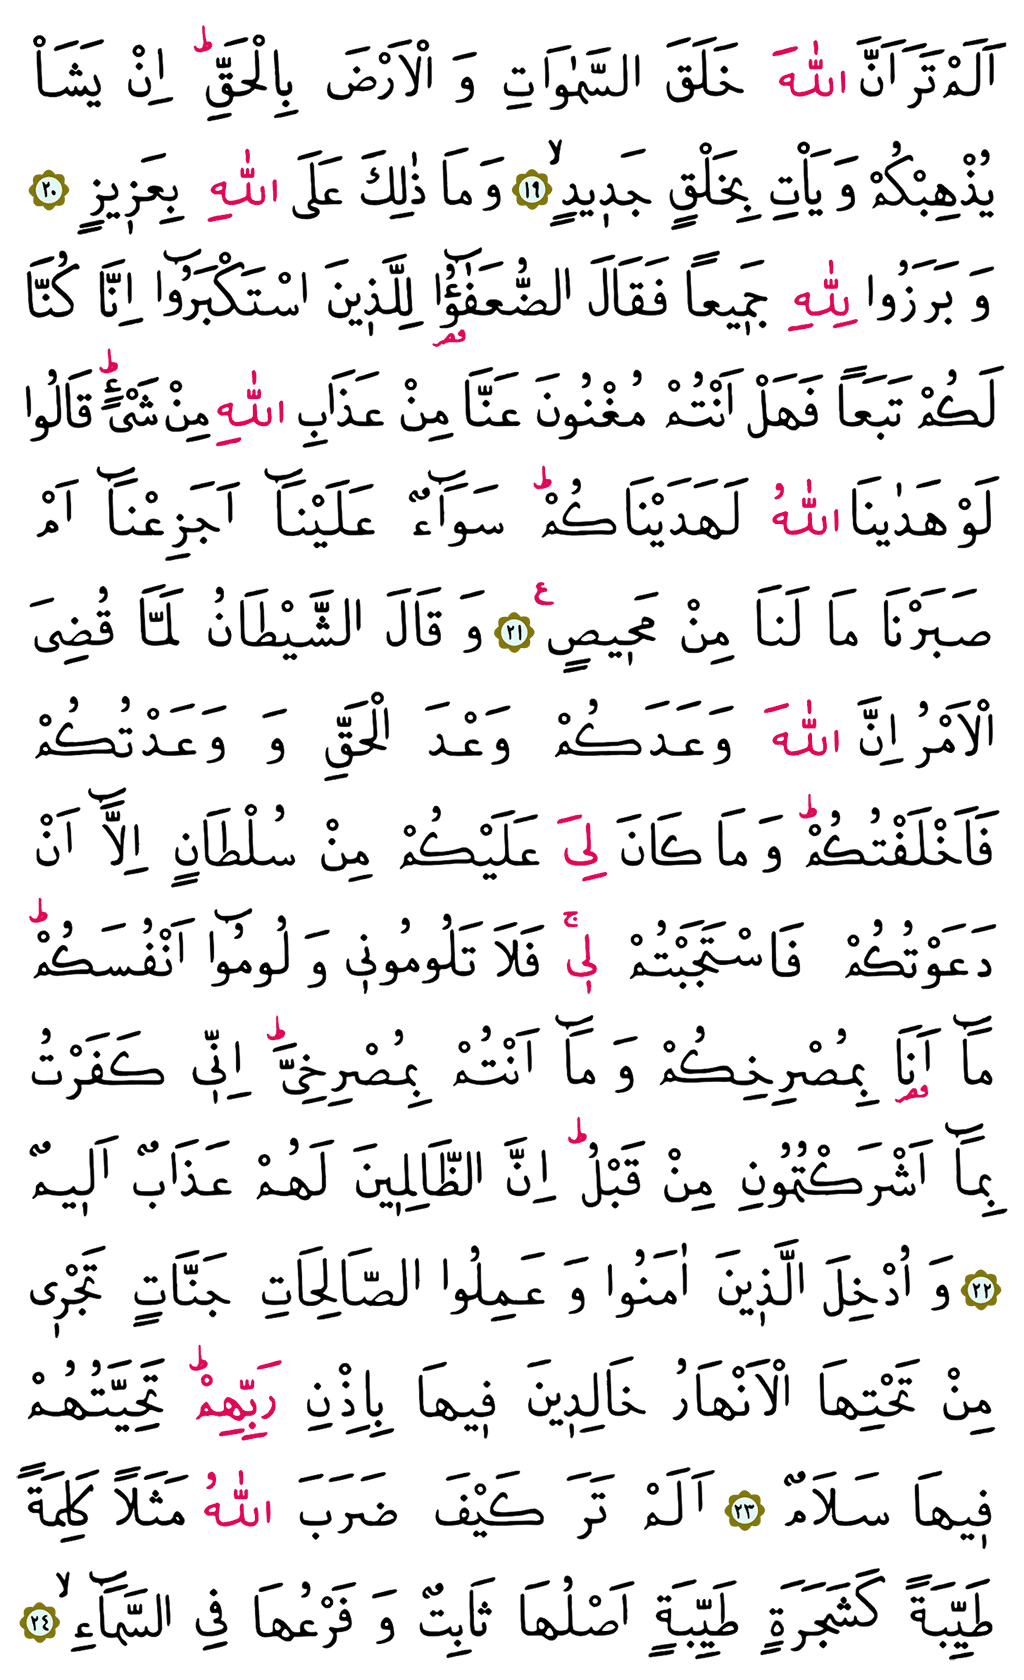 اَلَمْ تَرَ اَنَّ اللّٰهَ خَلَقَ السَّمٰوَاتِ وَ الْاَرْضَ بِالْحَقِّۜ اِنْ يَشَاْ
يُذْهِبْكُمْ وَ يَاْتِ بِخَلْقٍ جَد۪يدٍۙ ﴿١٩﴾ وَ مَا ذٰلِكَ عَلَى اللّٰهِ بِعَز۪يزٍ ﴿٢٠﴾
وَ بَرَزُوا لِلّٰهِ جَم۪يعاً فَقَالَ الضُّعَفٰٓؤُ۬ا لِلَّذ۪ينَ اسْتَكْبَرُٓوا اِنَّا كُنَّا
لَكُمْ تَبَعاً فَهَلْ اَنْتُمْ مُغْنُونَ عَنَّا مِنْ عَذَابِ اللّٰهِ مِنْ شَيْءٍۜ قَالُوا
لَوْ هَدٰينَا اللّٰهُ لَهَدَيْنَاكُمْۜ سَوَٓاءٌ عَلَيْنَٓا اَجَزِعْنَٓا اَمْ
صَبَرْنَا مَا لَنَا مِنْ مَح۪يصٍ۟ ﴿٢١﴾ وَ قَالَ الشَّيْطَانُ لَمَّا قُضِيَ
الْاَمْرُ اِنَّ اللّٰهَ وَعَدَكُمْ وَعْدَ الْحَقِّ وَ وَعَدْتُكُمْ
فَاَخْلَفْتُكُمْۜ وَ مَا كَانَ لِيَ عَلَيْكُمْ مِنْ سُلْطَانٍ اِلَّٓا اَنْ
دَعَوْتُكُمْ فَاسْتَجَبْتُمْ ل۪يۚ فَلَا تَلُومُون۪ي وَ لُومُٓوا اَنْفُسَكُمْۜ
مَٓا اَنَا۬ بِمُصْرِخِكُمْ وَ مَٓا اَنْتُمْ بِمُصْرِخِيَّۜ اِنّ۪ي كَفَرْتُ
بِمَٓا اَشْرَكْتُمُونِ مِنْ قَبْلُۜ اِنَّ الظَّالِم۪ينَ لَهُمْ عَذَابٌ اَل۪يمٌ
﴿٢٢﴾ وَ اُدْخِلَ الَّذ۪ينَ اٰمَنُوا وَ عَمِلُوا الصَّالِحَاتِ جَنَّاتٍ تَجْر۪ي
مِنْ تَحْتِهَا الْاَنْهَارُ خَالِد۪ينَ ف۪يهَا بِاِذْنِ رَبِّهِمْۜ تَحِيَّتُهُمْ
ف۪يهَا سَلَامٌ ﴿٢٣﴾ اَلَمْ تَرَ كَيْفَ ضَرَبَ اللّٰهُ مَثَلاً كَلِمَةً
طَيِّبَةً كَشَجَرَةٍ طَيِّبَةٍ اَصْلُهَا ثَابِتٌ وَ فَرْعُهَا فِي السَّمَٓاءِۙ ﴿٢٤﴾